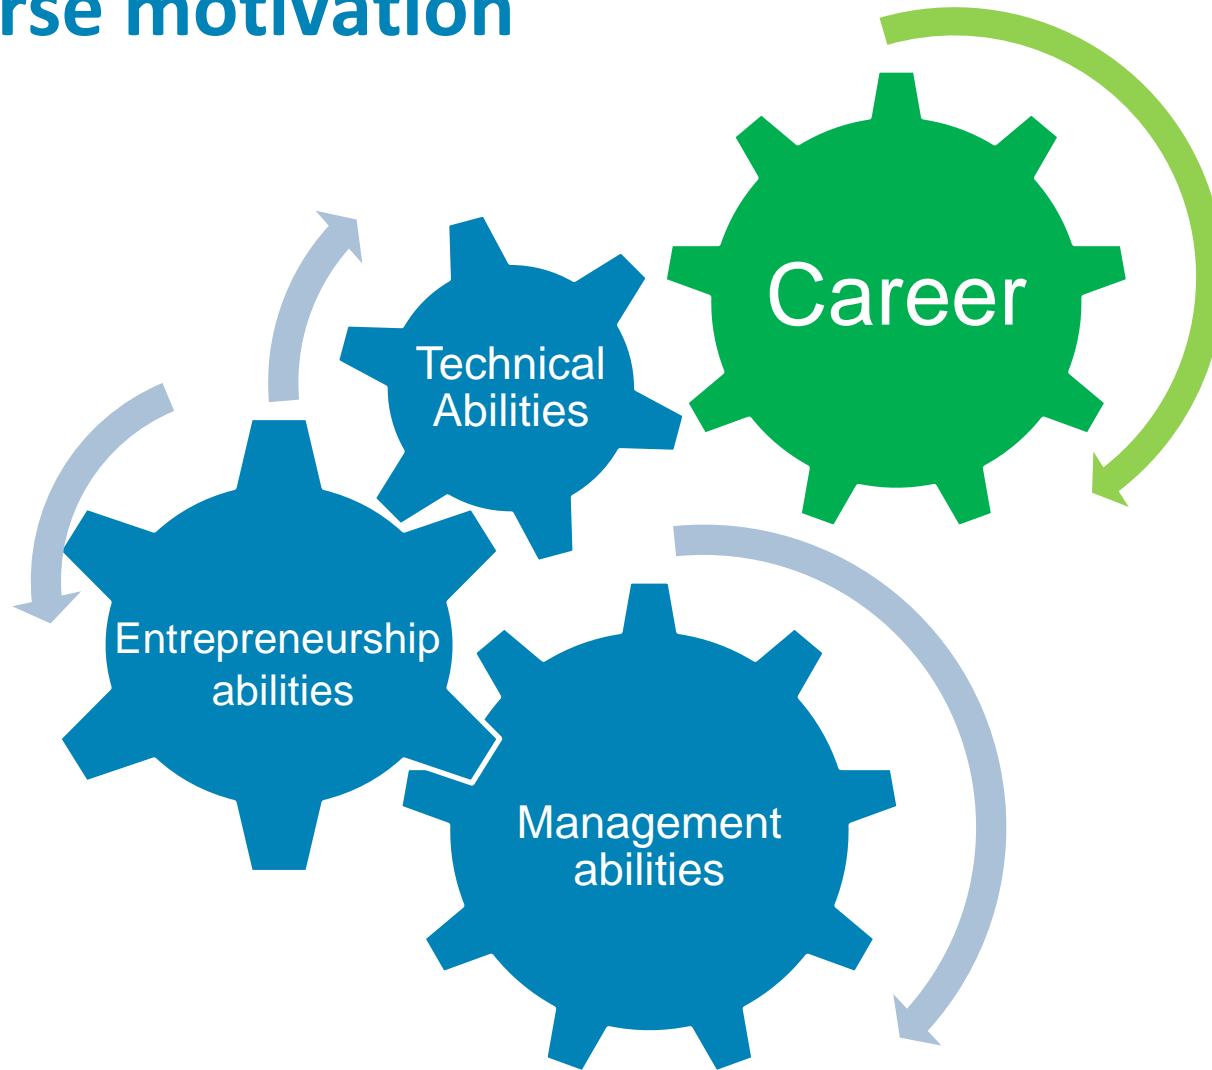 rse motivation
Career
Technical
Abilities
Entrepreneurship
abilities
Management
abilities